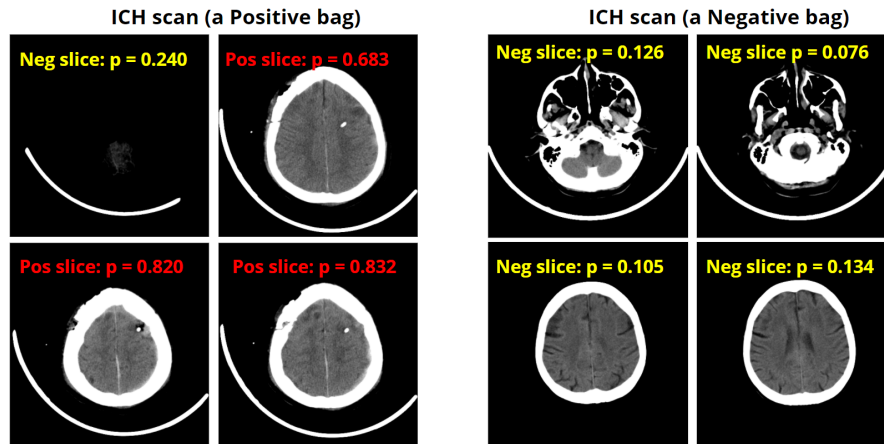 ICH scan (a Positive bag)
Neg slice: p = 0.240
Pos slice: p = 0.683
Pos slice: p = 0.820
Pos slice: p = 0.832
ICH scan (a Negative bag)
Neg slice: p = 0.126
Neg slice: p = 0.076
Neg slice: p = 0.105
Neg slice: p = 0.134